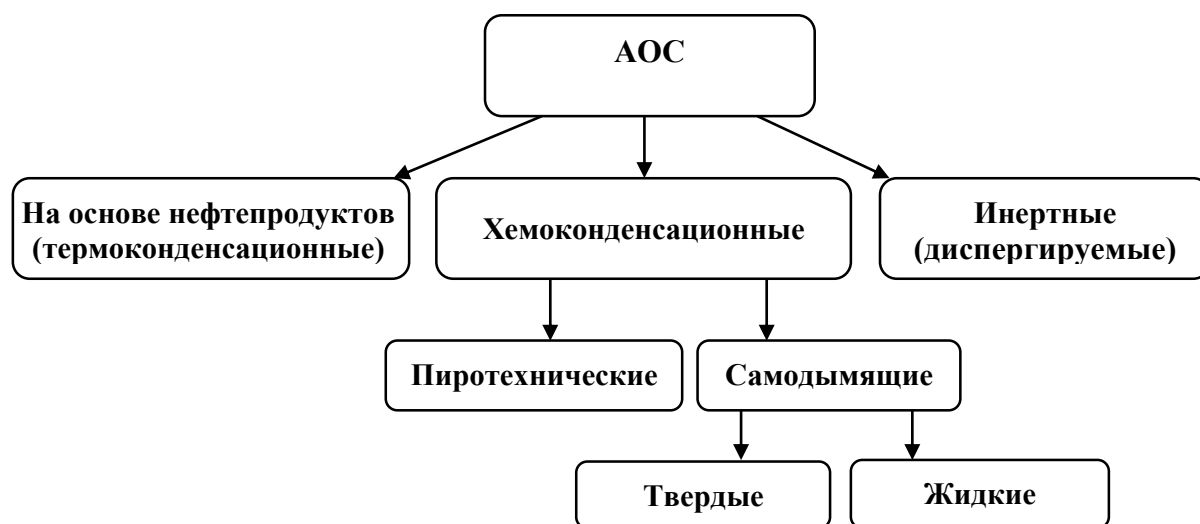 АОС
На основе нефтепродуктов
(термоконденсационные)
Хемоконденсационные
Инертные
(диспергируемые)
Пиротехнические
Самодымящие
Твердые
Жидкие